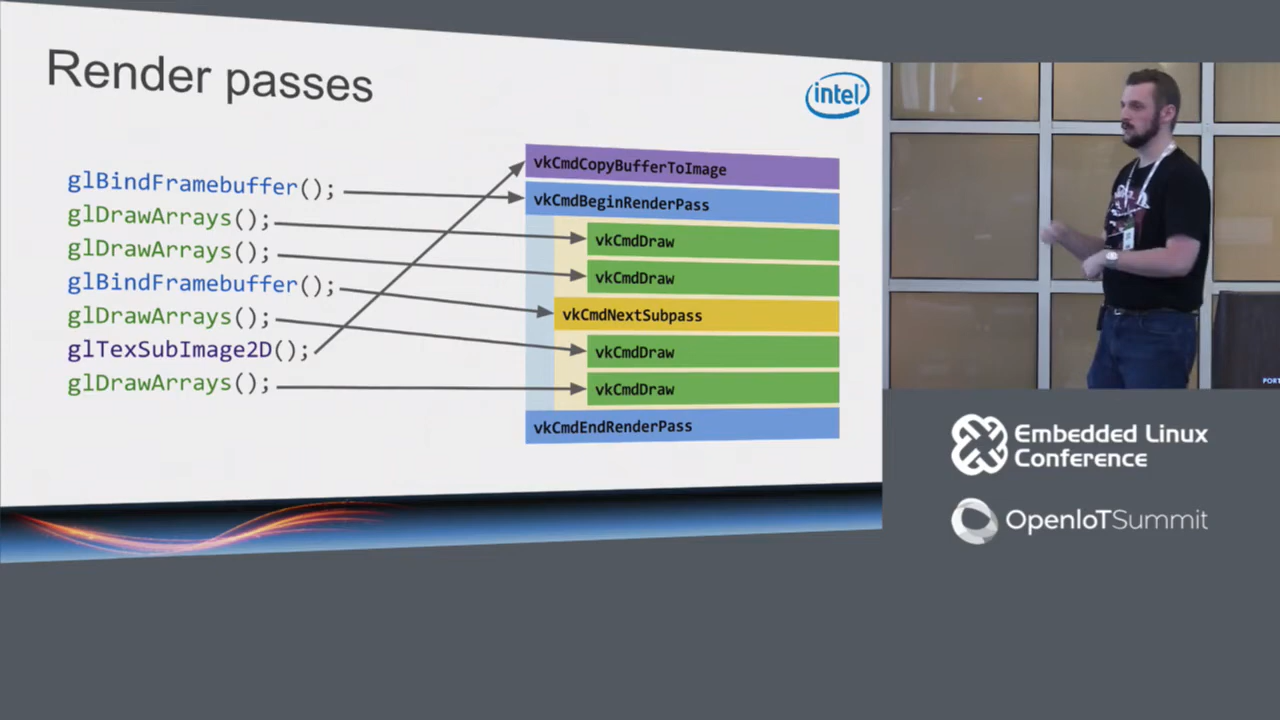 Render passes
intel
glBindFramebuffer();
glDrawArrays();
glDrawArrays();
glBindFramebuffer();
glDrawArrays();
glTexSubImage2D();
glDrawArrays();
vkCmdCopyBufferToImage
vkCmdBeginRenderPass
vkCmdDraw
vkCmdDraw
vkCmdNextSubpass
vkCmdDraw
vkCmdDraw
vkCmdEndRenderPass
PORT
Embedded Linux
Conference
OpenIoTSummit